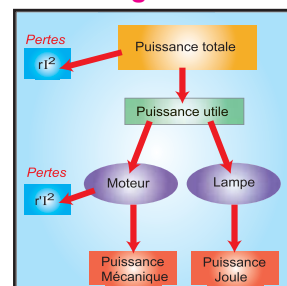 Pertes
Puissance totale
rI²
Puissance utile
Pertes
Moteur
Lampe
r'I²
Puissance
Mécanique
Puissance
Joule